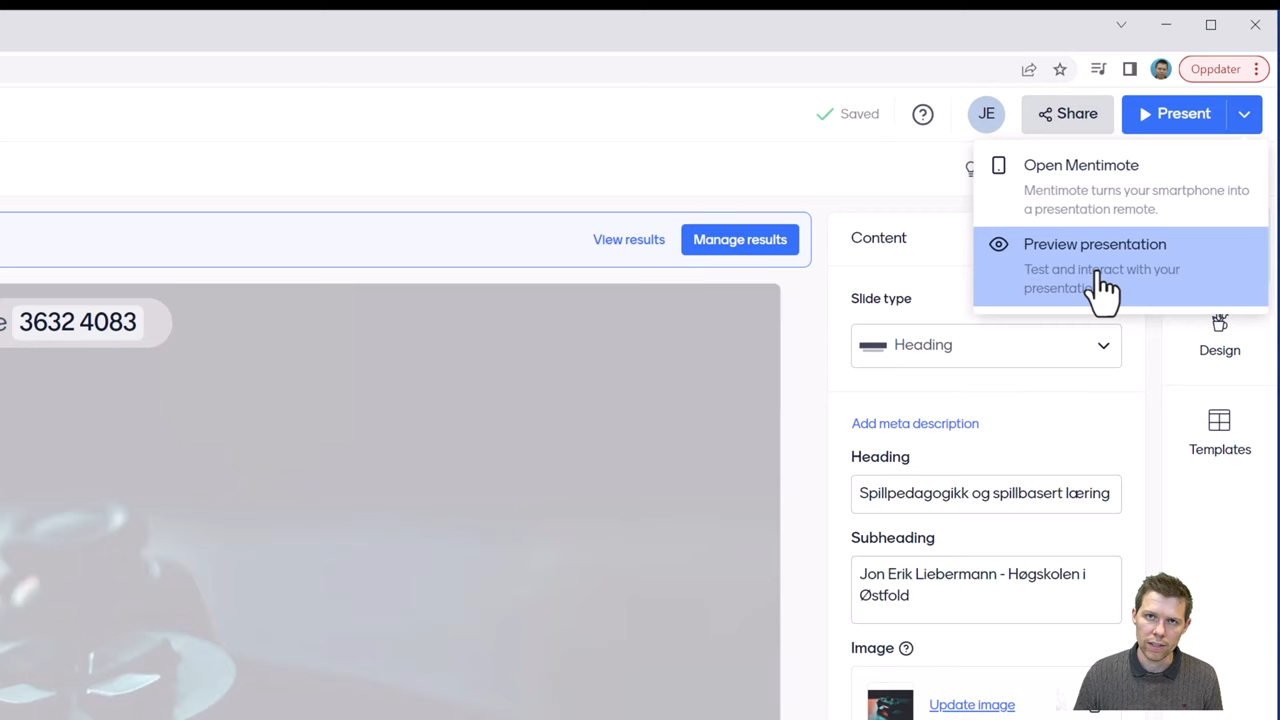 Oppdater
Saved
JE
Share
Present
Open Mentimote
Mentimote turns your smartphone into
a presentation remote.
View results
Manage results
Content
Preview presentation
Test and interact with your
Slide type
e 3632 4083
Heading
Design
Add meta description
Templates
Heading
Spillpedagogikk og spillbasert læring
Subheading
Jon Erik Liebermann - Høgskolen i
Østfold
Image
Update image